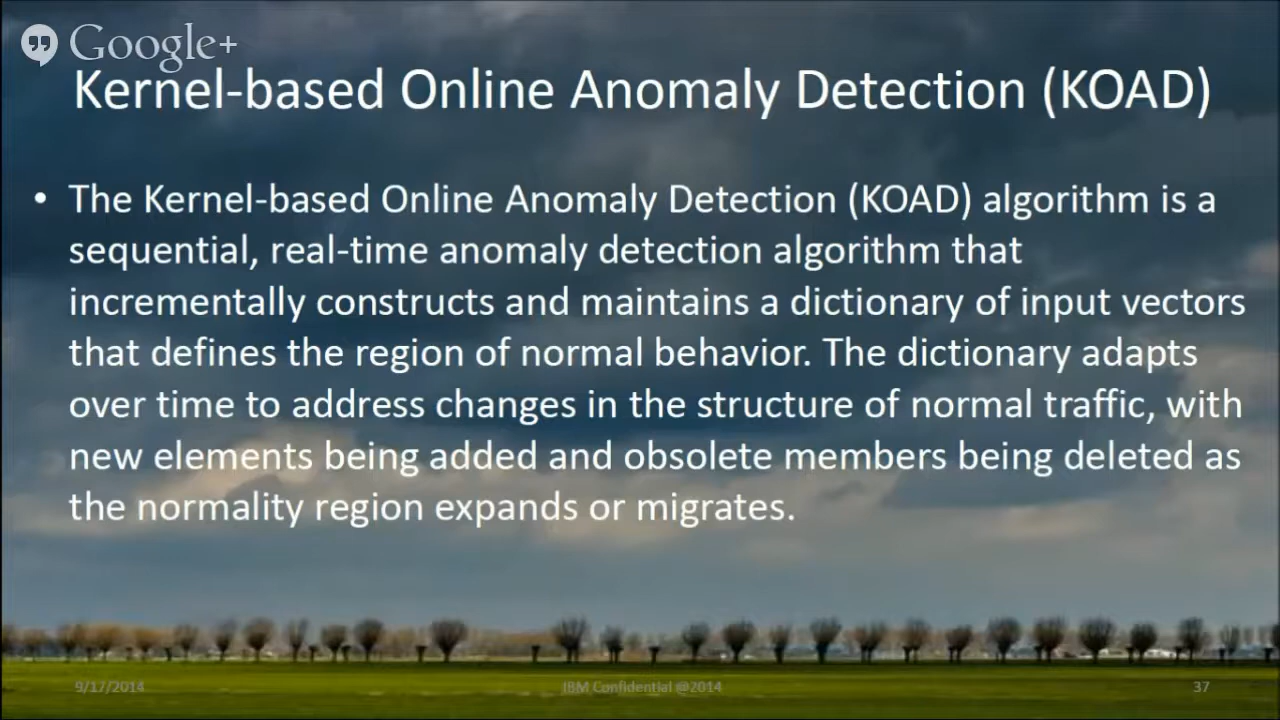 Google+
Kernel-based Online Anomaly Detection (KOAD)
• The Kernel-based Online Anomaly Detection (KOAD) algorithm is a
sequential, real-time anomaly detection algorithm that
incrementally constructs and maintains a dictionary of input vectors
that defines the region of normal behavior. The dictionary adapts
over time to address changes in the structure of normal traffic, with
new elements being added and obsolete members being deleted as
the normality region expands or migrates.
9/17/2014
IBM Confidential @2014
37